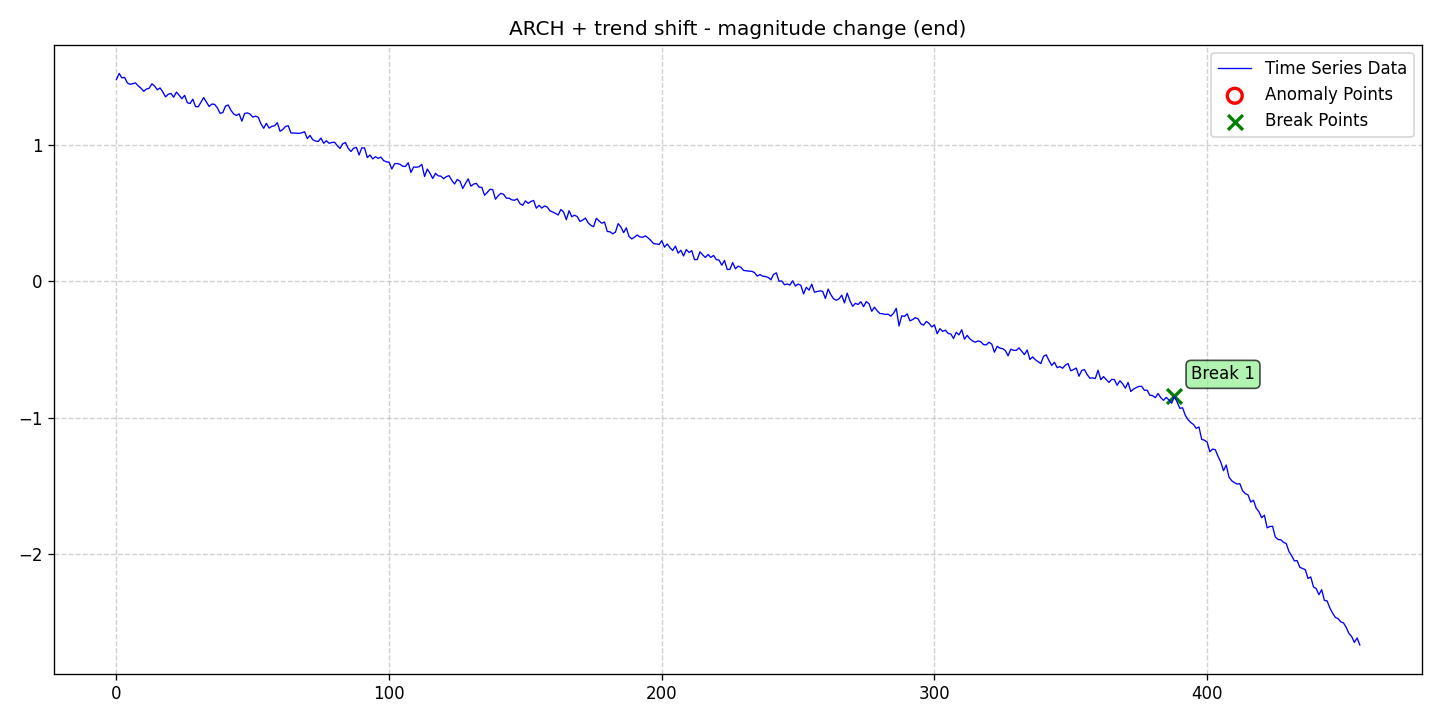 ARCH + trend shift - magnitude change (end)
Time Series Data
Anomaly Points
Break Points
Break 1
1
0
−1
−2
0
100
200
300
400